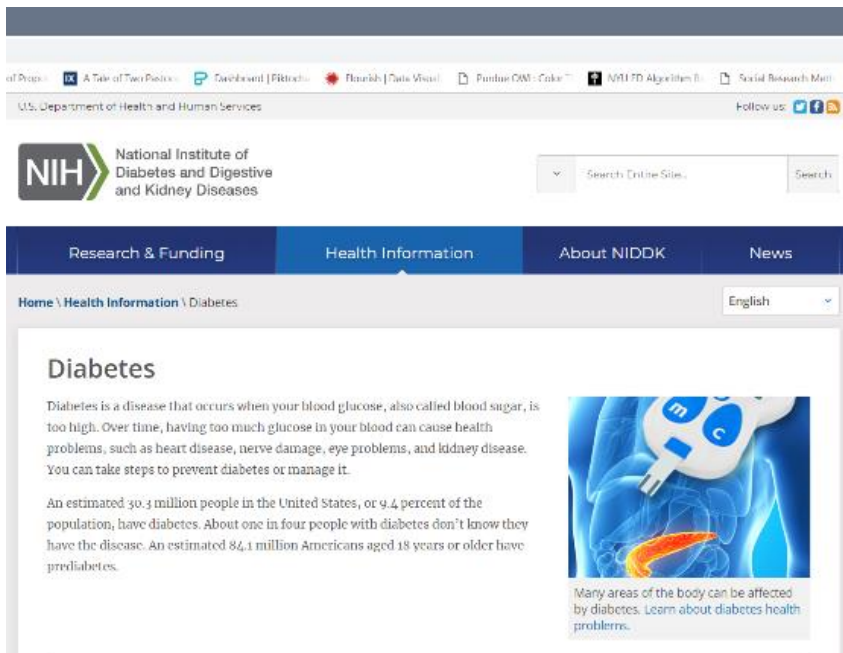 A Tale of Two Pastors
Dashboard | Piktochart
Flourish | Data Visual
Purdue OWL: Color T
Social Research Meth
U.S. Department of Health and Human Services
Follow us:
NIH
National Institute of
Diabetes and Digestive
and Kidney Diseases
Search Entire Site..
Search
Research & Funding
Health Information
About NIDDK
News
Home \ Health Information \ Diabetes
English
Diabetes
Diabetes is a disease that occurs when your blood glucose, also called blood sugar, is
too high. Over time, having too much glucose in your blood can cause health
problems, such as heart disease, nerve damage, eye problems, and kidney disease.
You can take steps to prevent diabetes or manage it.
An estimated 30.3 million people in the United States, or 9.4 percent of the
population, have diabetes. About one in four people with diabetes don't know they
have the disease. An estimated 84.1 million Americans aged 18 years or older have
prediabetes.
m
c
Many areas of the body can be affected
by diabetes. Learn about diabetes health
problems.